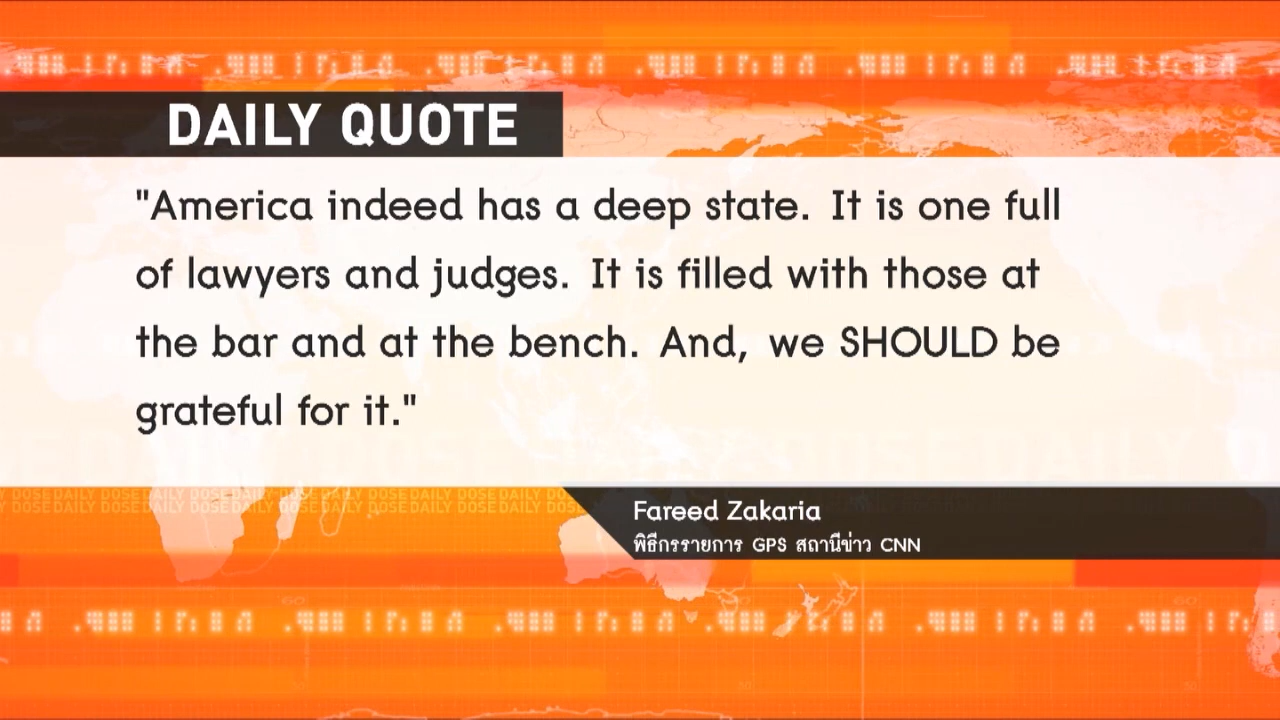 DAILY QUOTE
"America indeed has a deep state. It is one full
of lawyers and judges. It is filled with those at
the bar and at the bench. And, we SHOULD be
grateful for it."
Fareed Zakaria
พิธีกรรายการ GPS สถานีข่าว CNN